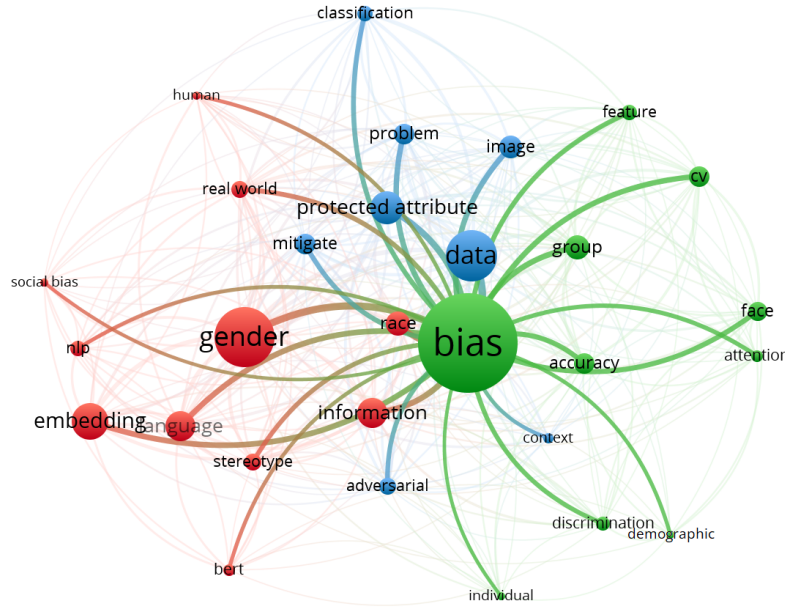 classification
human
feature
problem
image
cv
real world
protected attribute
mitigate
group
data
social bias
face
race
gender
bias
nlp
attention
accuracy
information
embedding
language
context
stereotype
adversarial
discrimination
demographic
bert
individual